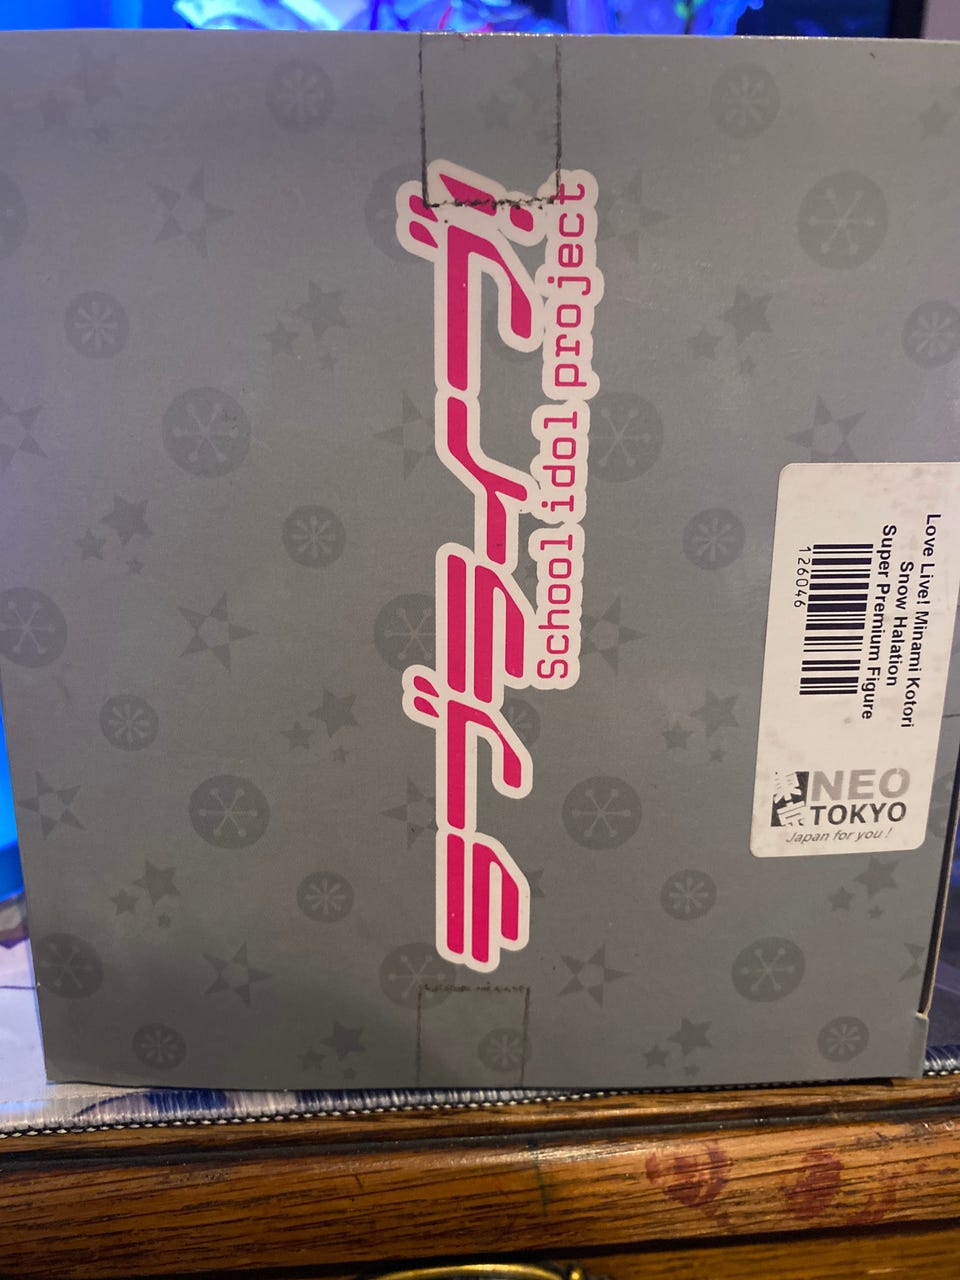 ラブライブ!
School idol project
Love Live! Minami Kotori
Snow Halation
Super Premium Figure
126046
NEO
TOKYO
Japan for you !